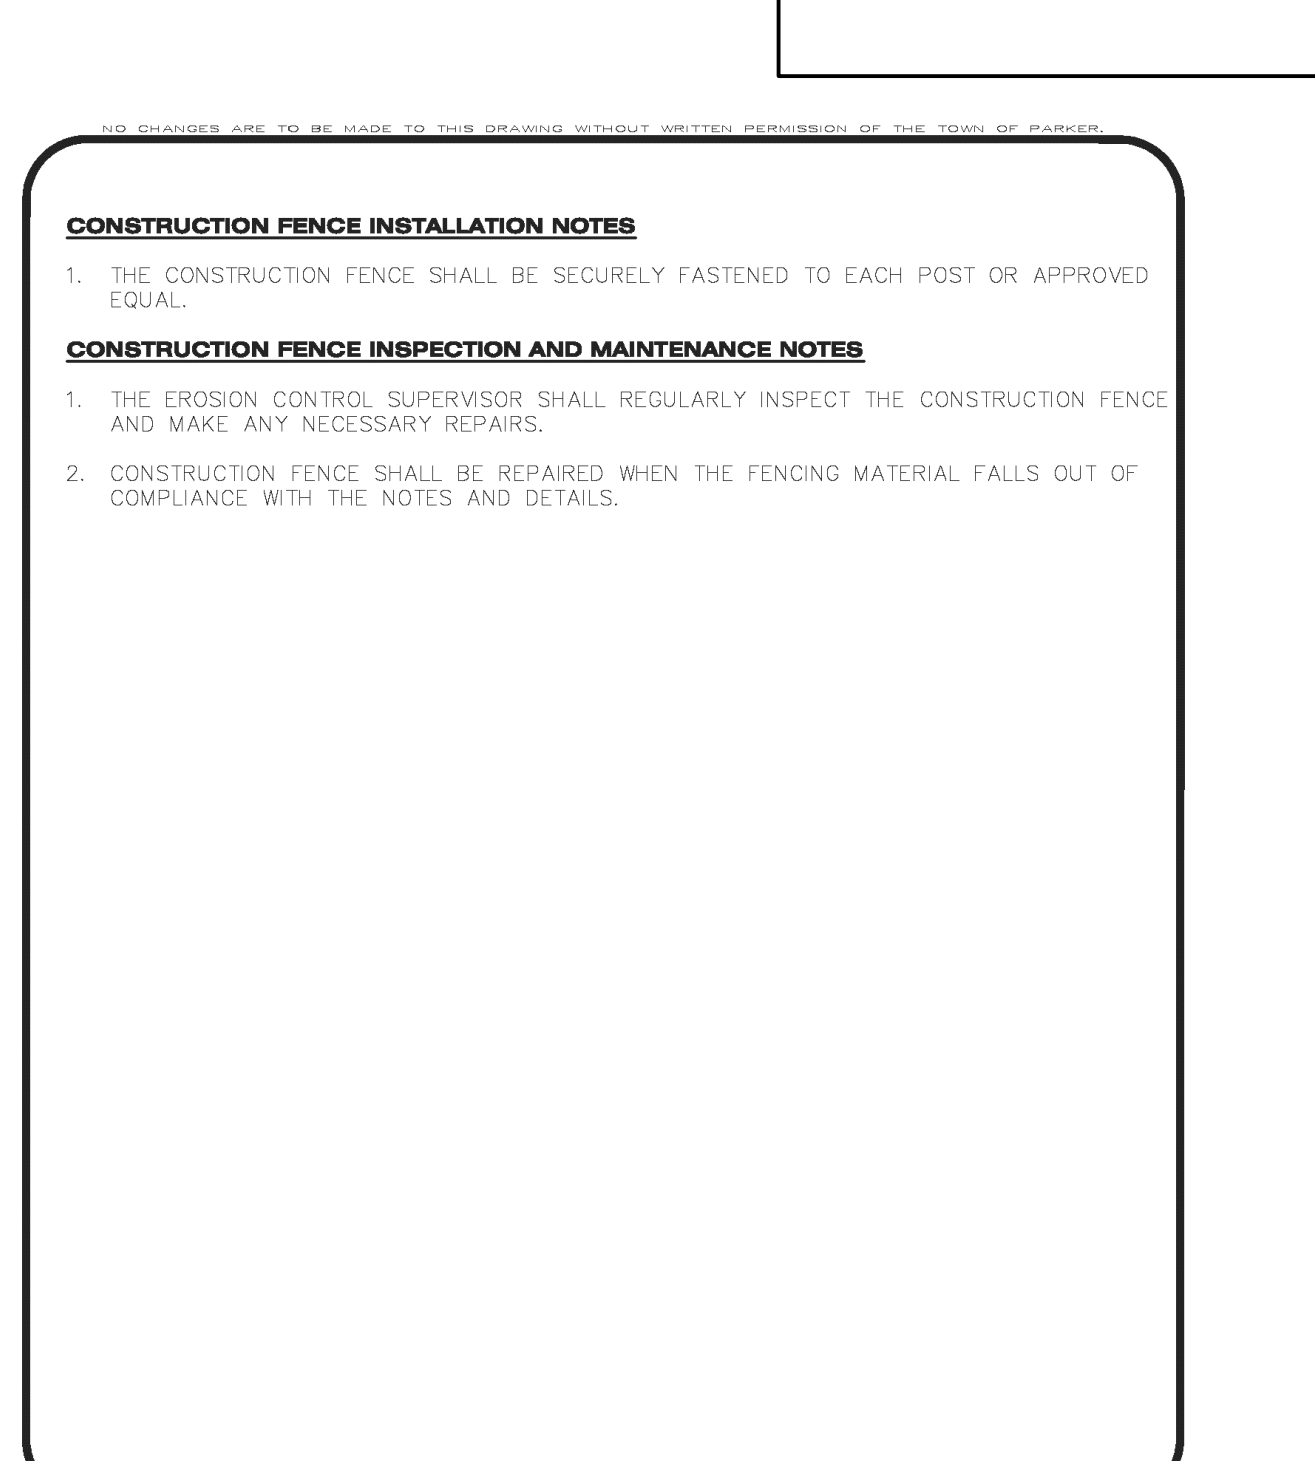 NO CHANGES ARE TO BE MADE TO THIS DRAWING WITHOUT WRITTEN PERMISSION OF THE TOWN OF PARKER.
CONSTRUCTION FENCE INSTALLATION NOTES
1. THE CONSTRUCTION FENCE SHALL BE SECURELY FASTENED TO EACH POST OR APPROVED
EQUAL.
CONSTRUCTION FENCE INSPECTION AND MAINTENANCE NOTES
1. THE EROSION CONTROL SUPERVISOR SHALL REGULARLY INSPECT THE CONSTRUCTION FENCE
AND MAKE ANY NECESSARY REPAIRS.
2. CONSTRUCTION FENCE SHALL BE REPAIRED WHEN THE FENCING MATERIAL FALLS OUT OF
COMPLIANCE WITH THE NOTES AND DETAILS.